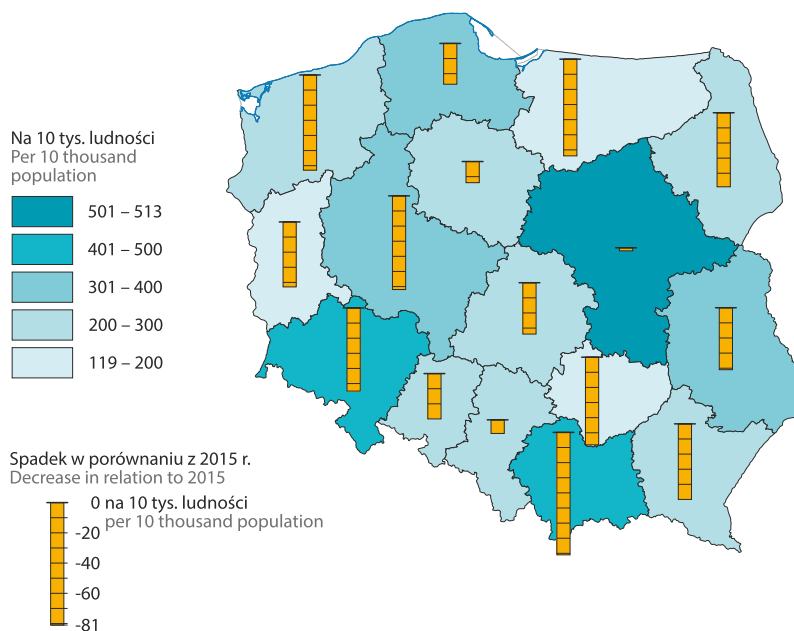 Na 10 tys. ludności
Per 10 thousand
population
501 – 513
401 – 500
301 – 400
200 – 300
119 – 200
Spadek w porównaniu z 2015 r.
Decrease in relation to 2015
0 na 10 tys. ludności
per 10 thousand population
-20
-40
-60
-81